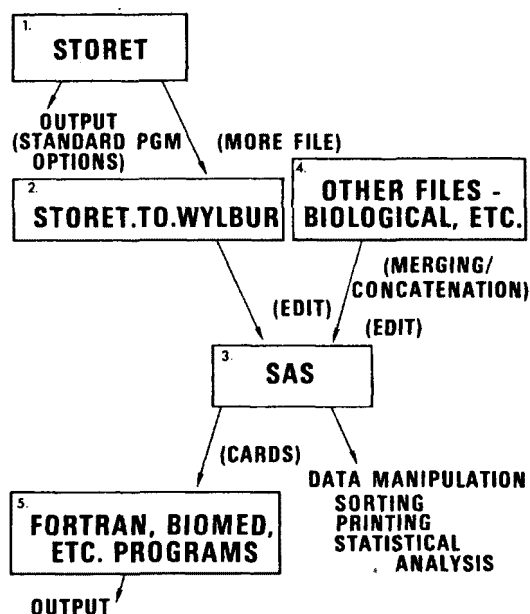 1.
STORET
OUTPUT
(STANDARD PGM
OPTIONS)
(MORE FILE)
2.
STORET.TO.WYLBUR
4.
OTHER FILES -
BIOLOGICAL, ETC.
(MERGING/
CONCATENATION)
(EDIT)
(EDIT)
3.
SAS
(CARDS)
DATA MANIPULATION
SORTING
PRINTING
STATISTICAL
ANALYSIS
5.
FORTRAN, BIOMED,
ETC. PROGRAMS
OUTPUT